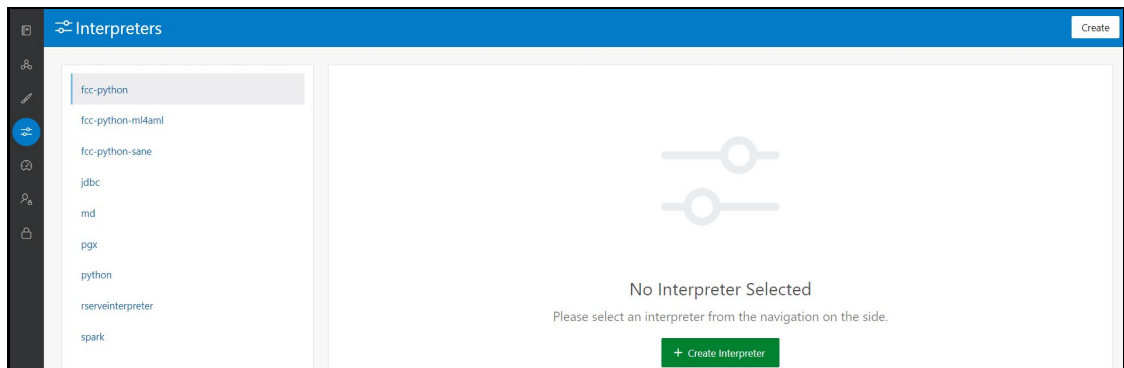 Interpreters
Create
fcc-python
fcc-python-ml4aml
fcc-python-sane
jdbc
md
pgx
python
rserveinterpreter
spark
No Interpreter Selected
Please select an interpreter from the navigation on the side.
+ Create Interpreter